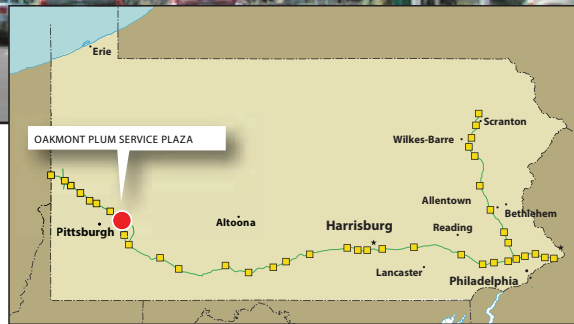 Erie
Scranton
OAKMONT PLUM SERVICE PLAZA
Wilkes-Barre
Allentown
Bethlehem
Altoona
Harrisburg
Reading
Pittsburgh
Lancaster
Philadelphia